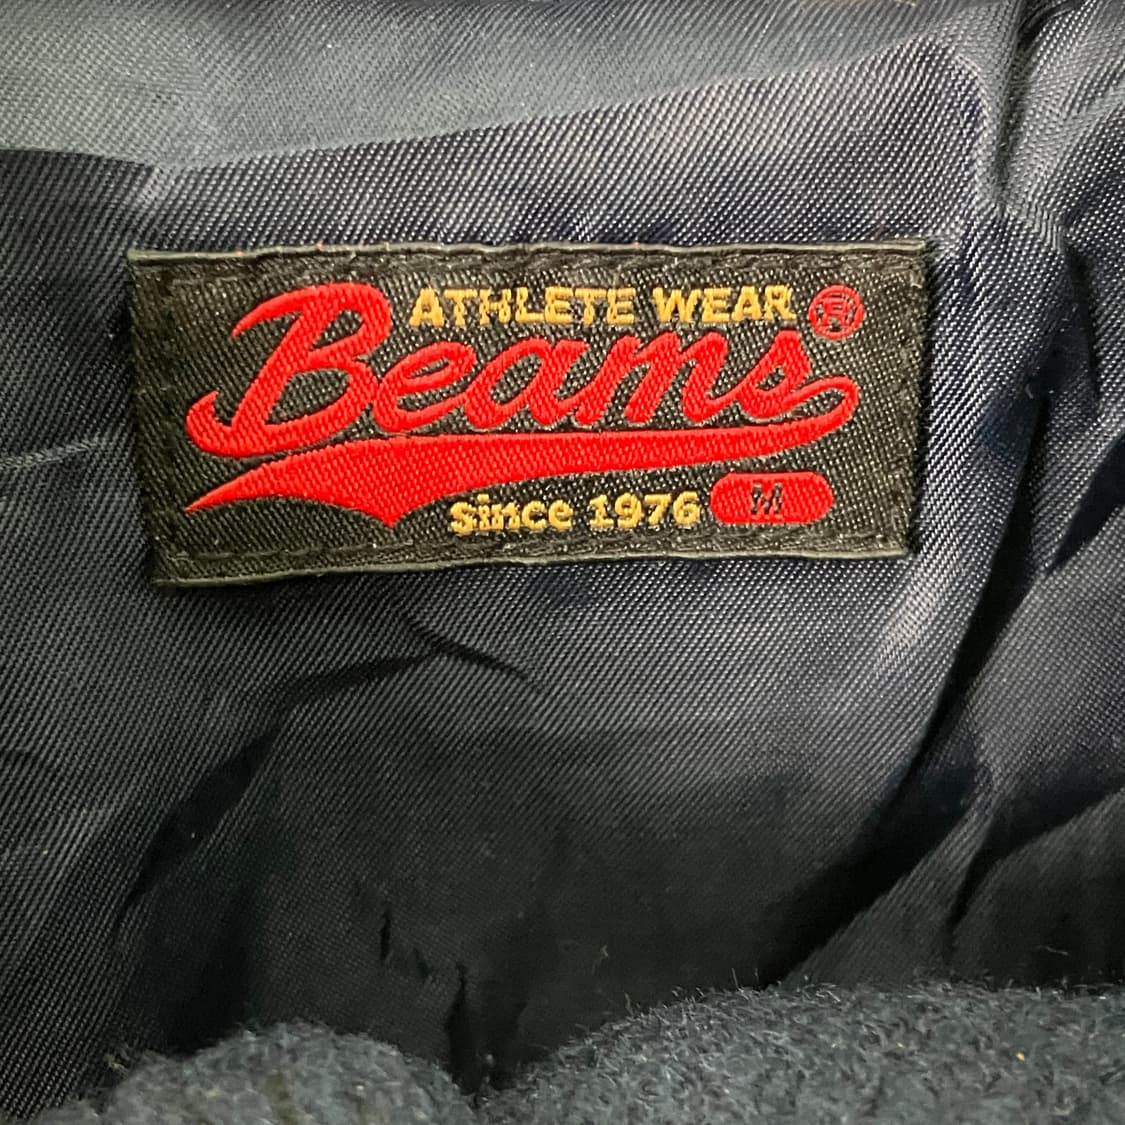 ATHLETE WEAR
Beams ®
since 1976 M